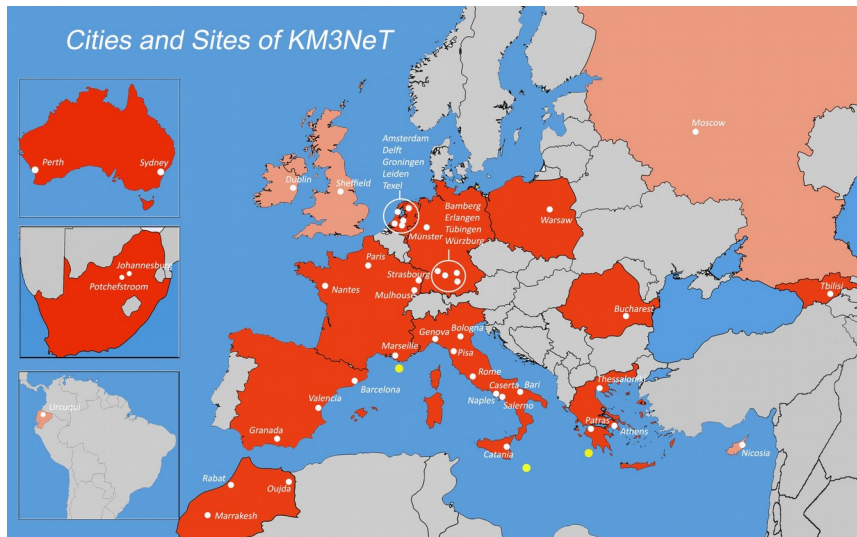 Cities and Sites of KM3NeT
Perth
Sydney
Johannesburg
Potchefstroom
Urcuqui
Moscow
Dublin
Sheffield
Amsterdam
Delft
Groningen
Leiden
Texel
Bamberg
Erlangen
Tübingen
Würzburg
Münster
Warsaw
Paris
Strasbourg
Nantes
Mulhouse
Tbilisi
Bucharest
Genova
Bologna
Marseille
Pisa
Rome
Barcelona
Valencia
Granada
Caserta
Bari
Naples
Salerno
Thessaloniki
Patras
Athens
Catania
Nicosia
Rabat
Oujda
Marrakesh